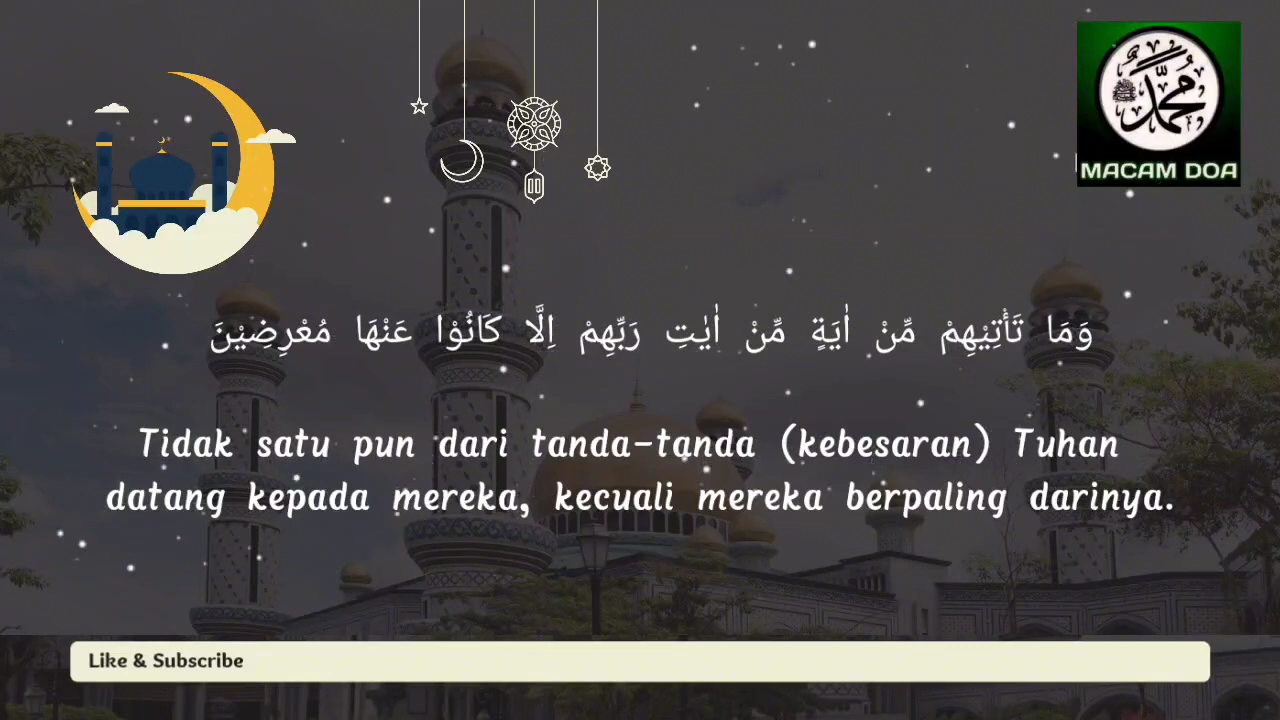 محمد
MACAM DOA
وَمَا تَأْتِيْهِمْ مِّنْ اٰيَةٍ مِّنْ اٰيٰتِ رَبِّهِمْ اِلَّا كَانُوْا عَنْهَا مُعْرِضِيْنَ
Tidak satu pun dari tanda-tanda (kebesaran) Tuhan
datang kepada mereka, kecuali mereka berpaling darinya.
Like & Subscribe